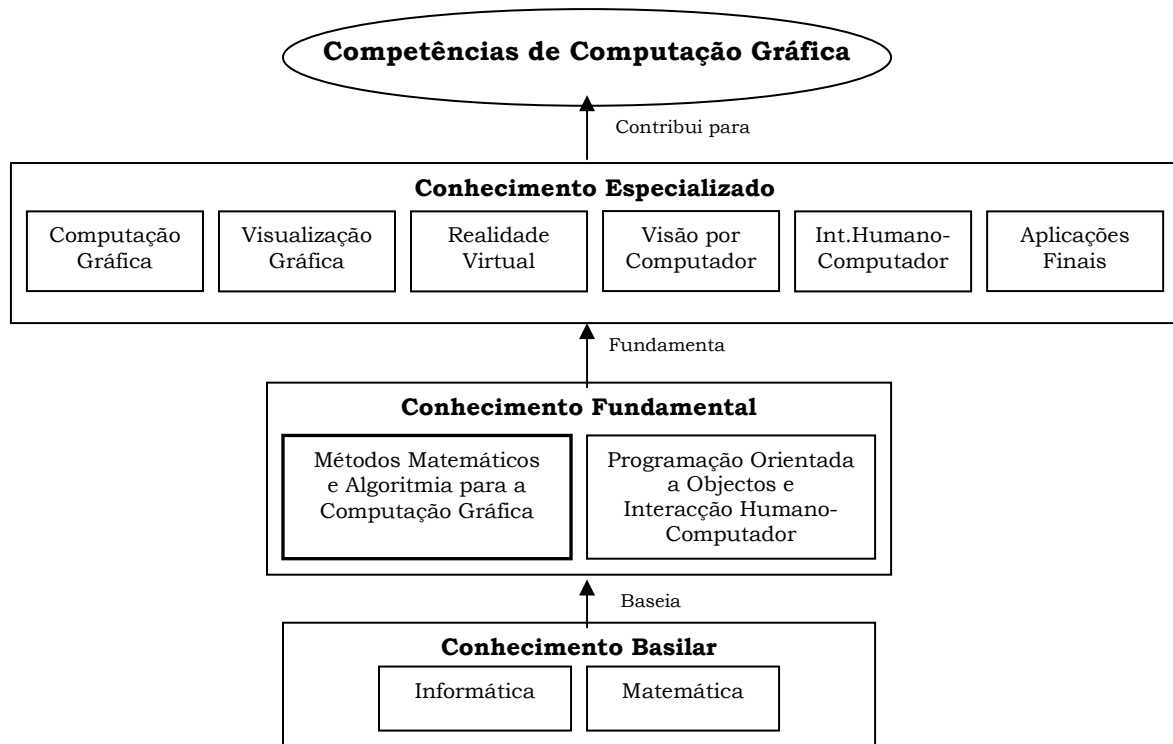 Competências de Computação Gráfica
Contribui para
Conhecimento Especializado
Computação
Gráfica
Visualização
Gráfica
Realidade
Virtual
Visão por
Computador
Int.Humano-
Computador
Aplicações
Finais
Fundamenta
Conhecimento Fundamental
Métodos Matemáticos
e Algoritmia para a
Computação Gráfica
Programação Orientada
a Objectos e
Interacção Humano-
Computador
Baseia
Conhecimento Basilar
Informática
Matemática